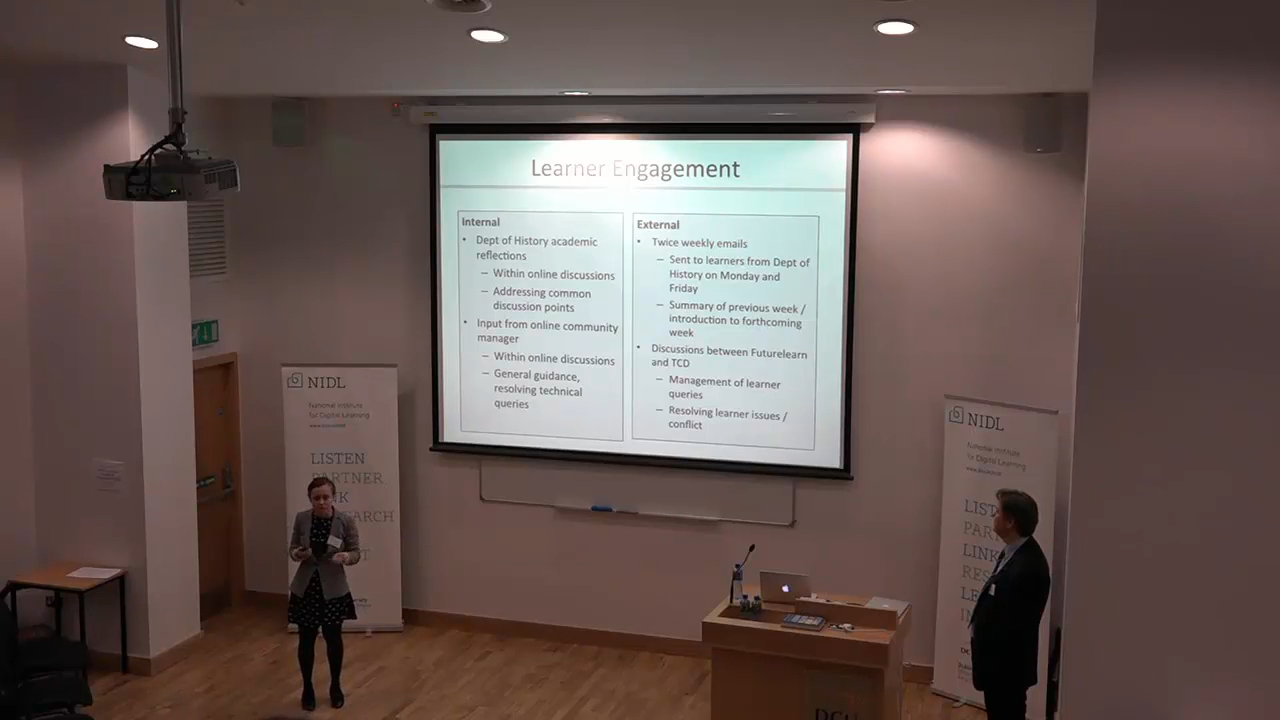 Learner Engagement
Internal
• Dept of History academic
reflections
– Within online discussions
– Addressing common
discussion points
• Input from online community
manager
– Within online discussions
– General guidance,
resolving technical
queries
External
• Twice weekly emails
– Sent to learners from Dept of
History on Monday and
Friday
– Summary of previous week /
introduction to forthcoming
week
• Discussions between Futurelearn
and TCD
– Management of learner
queries
– Resolving learner issues /
conflict
NIDL
National Institute
for Digital Learning
LISTEN
PARTNER
NIDL
National Institute
for Digital Learning